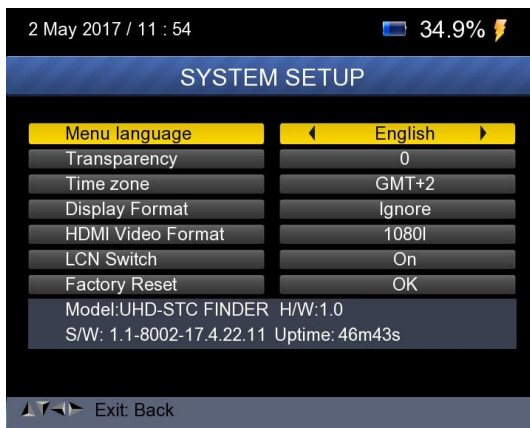 2 May 2017 / 11 : 54 34.9%
SYSTEM SETUP
Menu language English
Transparency 0
Time zone GMT+2
Display Format Ignore
HDMI Video Format 1080I
LCN Switch On
Factory Reset OK
Model:UHD-STC FINDER H/W:1.0
S/W: 1.1-8002-17.4.22.11 Uptime: 46m43s
Exit: Back